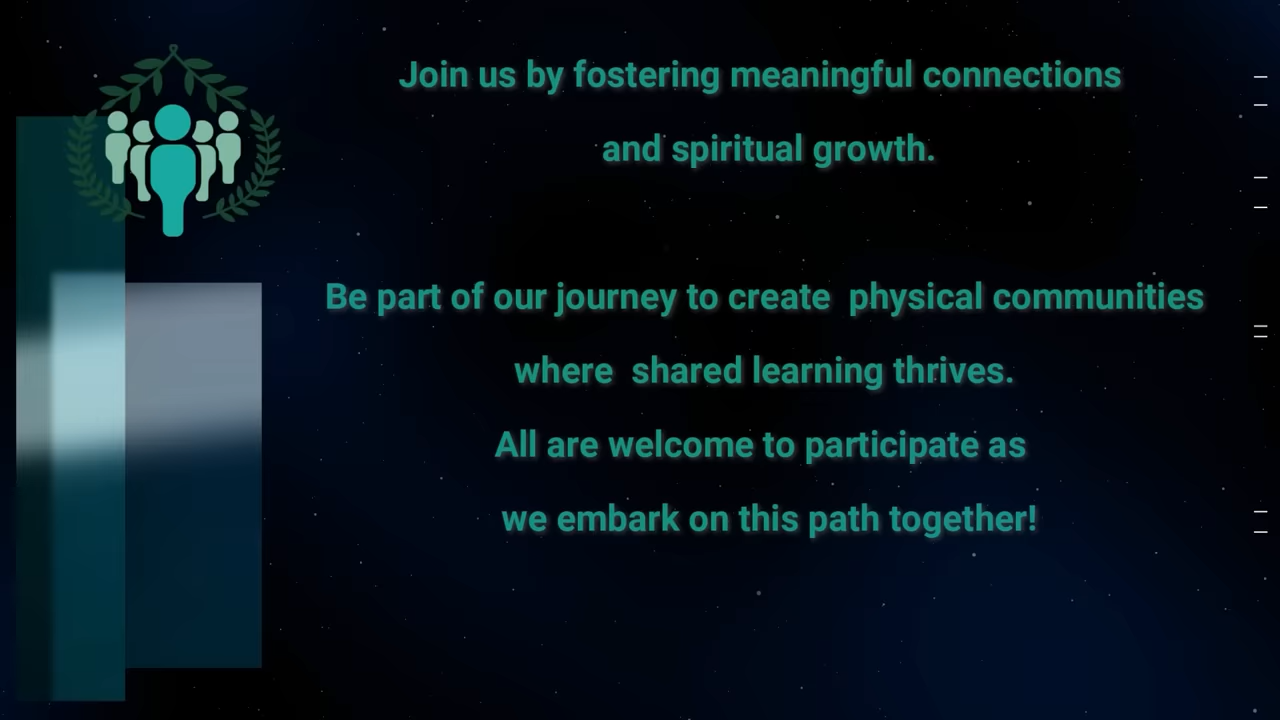 Join us by fostering meaningful connections
and spiritual growth.
Be part of our journey to create  physical communities
where  shared learning thrives.
All are welcome to participate as
we embark on this path together!